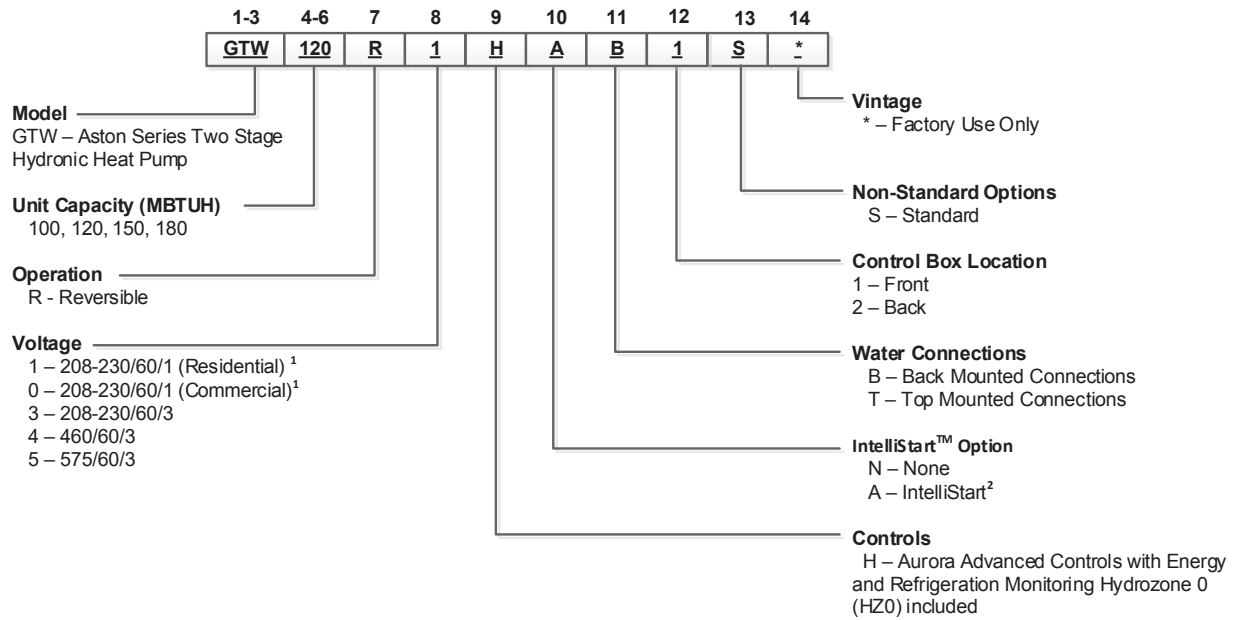 1-3 4-6 7 8 9 10 11 12 13 14
GTW 120 R 1 H A B 1 S *
Model
GTW – Aston Series Two Stage
Hydronic Heat Pump
Unit Capacity (MBTUH)
100, 120, 150, 180
Operation
R - Reversible
Voltage
1 – 208-230/60/1 (Residential) ¹
0 – 208-230/60/1 (Commercial)¹
3 – 208-230/60/3
4 – 460/60/3
5 – 575/60/3
Vintage
* – Factory Use Only
Non-Standard Options
S – Standard
Control Box Location
1 – Front
2 – Back
Water Connections
B – Back Mounted Connections
T – Top Mounted Connections
IntelliStart™ Option
N – None
A – IntelliStart²
Controls
H – Aurora Advanced Controls with Energy
and Refrigeration Monitoring Hydrozone 0
(HZ0) included